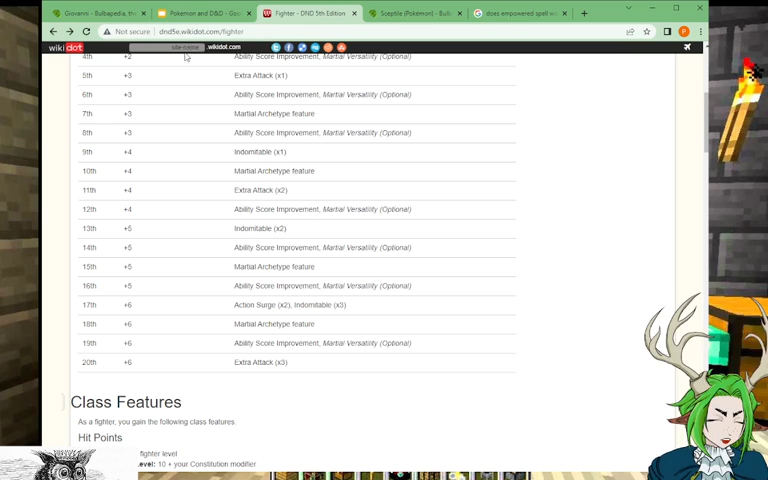 Giovanni - Bulbapedia, the
Pokemon and D&D - Goo
Fighter - DND 5th Edition
Sceptile (Pokémon) - Bulb
does empowered spell w
Not secure | dnd5e.wikidot.com/fighter
P
wikidot site-name .wikidot.com
4th +2 Ability Score Improvement, Martial Versatility (Optional)
5th +3 Extra Attack (x1)
6th +3 Ability Score Improvement, Martial Versatility (Optional)
7th +3 Martial Archetype feature
8th +3 Ability Score Improvement, Martial Versatility (Optional)
9th +4 Indomitable (x1)
10th +4 Martial Archetype feature
11th +4 Extra Attack (x2)
12th +4 Ability Score Improvement, Martial Versatility (Optional)
13th +5 Indomitable (x2)
14th +5 Ability Score Improvement, Martial Versatility (Optional)
15th +5 Martial Archetype feature
16th +5 Ability Score Improvement, Martial Versatility (Optional)
17th +6 Action Surge (x2), Indomitable (x3)
18th +6 Martial Archetype feature
19th +6 Ability Score Improvement, Martial Versatility (Optional)
20th +6 Extra Attack (x3)
Class Features
As a fighter, you gain the following class features.
Hit Points
fighter level
Level: 10 + your Constitution modifier